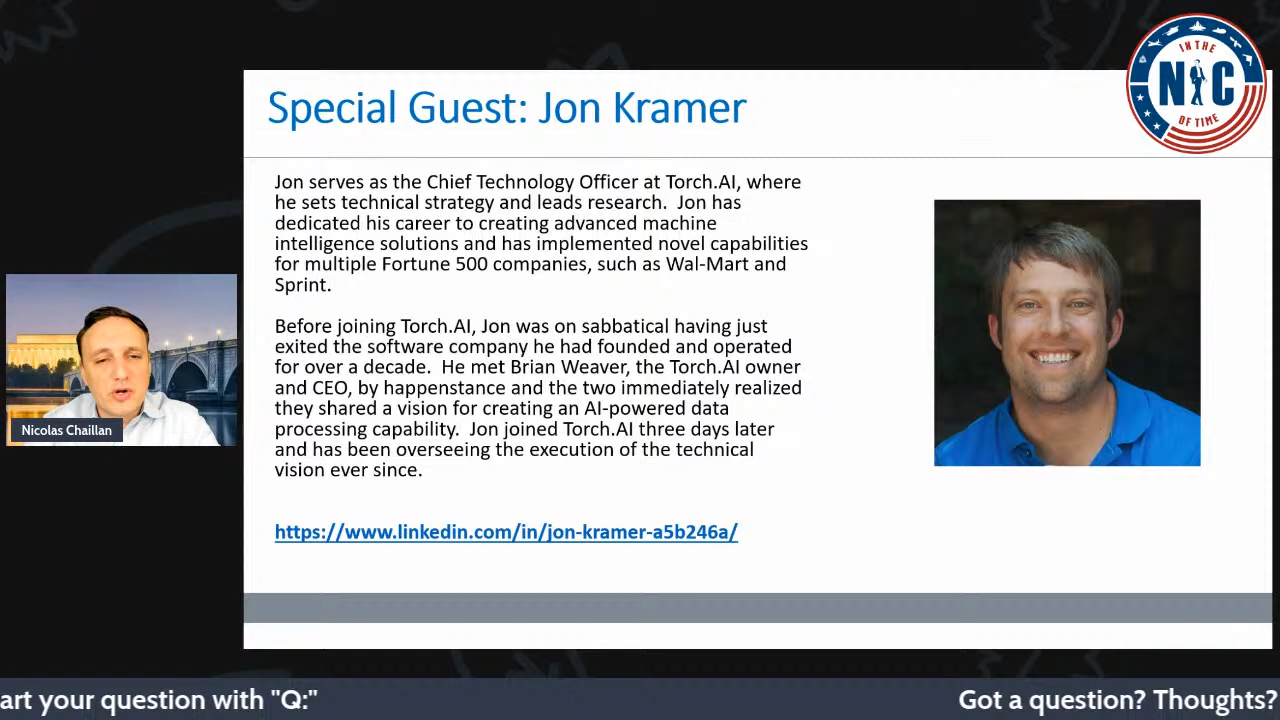 Special Guest: Jon Kramer
IN THE
NIC
OF TIME
Jon serves as the Chief Technology Officer at Torch.AI, where
he sets technical strategy and leads research.  Jon has
dedicated his career to creating advanced machine
intelligence solutions and has implemented novel capabilities
for multiple Fortune 500 companies, such as Wal-Mart and
Sprint.
Before joining Torch.AI, Jon was on sabbatical having just
exited the software company he had founded and operated
for over a decade.  He met Brian Weaver, the Torch.AI owner
and CEO, by happenstance and the two immediately realized
they shared a vision for creating an AI-powered data
processing capability.  Jon joined Torch.AI three days later
and has been overseeing the execution of the technical
vision ever since.
https://www.linkedin.com/in/jon-kramer-a5b246a/
Nicolas Chaillan
art your question with "Q:"
Got a question? Thoughts?